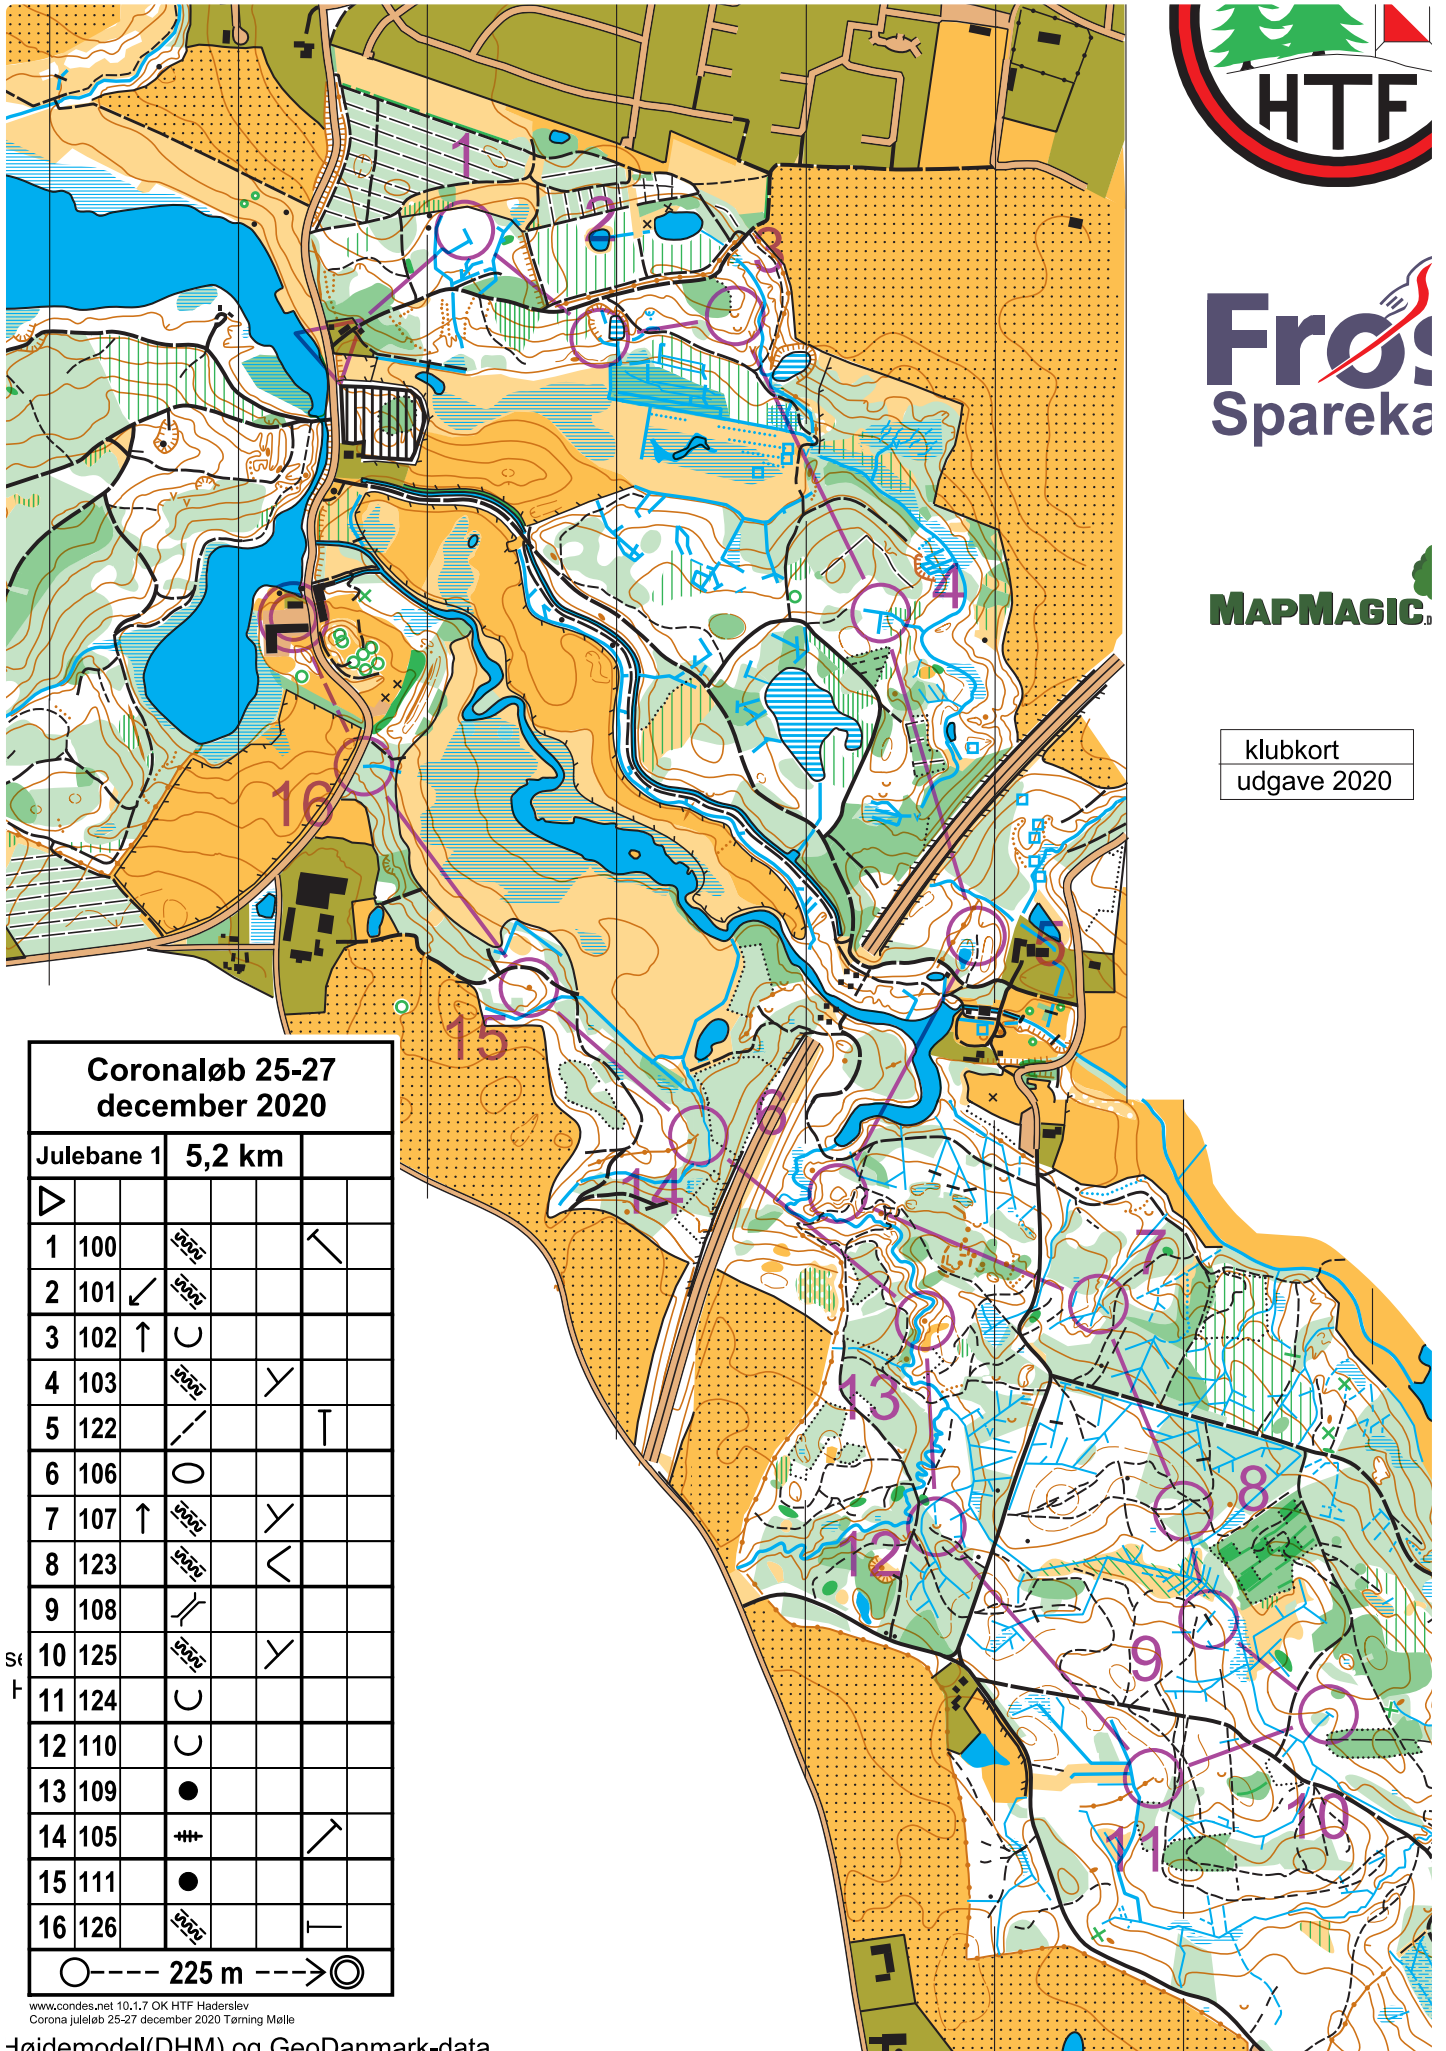 HTF
Frøs
Spareka
MAPMAGIC
klubkort
udgave 2020
1
2
3
4
5
6
7
8
9
10
11
12
13
14
15
16
Coronaløb 25-27
december 2020
Julebane 1 5,2 km
1 100
2 101
3 102
4 103
5 122
6 106
7 107
8 123
9 108
10 125
11 124
12 110
13 109
14 105
15 111
16 126
225 m
www.condes.net 10.1.7 OK HTF Haderslev
Corona juleløb 25-27 december 2020 Tørning Mølle
Højdemodel(DHM) og GeoDanmark-data